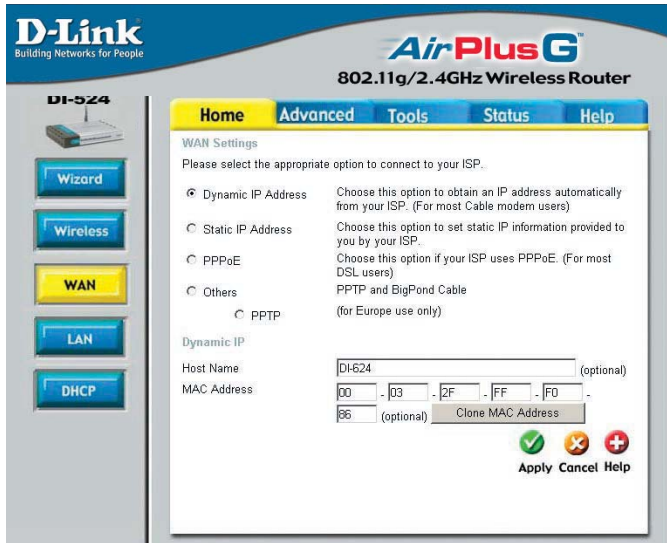 D-Link
Building Networks for People
AirPlus G™
802.11g/2.4GHz Wireless Router
DI-524
Home Advanced Tools Status Help
Wizard
Wireless
WAN
LAN
DHCP
WAN Settings
Please select the appropriate option to connect to your ISP.
Dynamic IP Address Choose this option to obtain an IP address automatically
from your ISP. (For most Cable modem users)
Static IP Address Choose this option to set static IP information provided to
you by your ISP.
PPPoE Choose this option if your ISP uses PPPoE. (For most
DSL users)
Others PPTP and BigPond Cable
PPTP (for Europe use only)
Dynamic IP
Host Name DI-624 (optional)
MAC Address 00 - 03 - 2F - FF - F0 -
86 (optional) Clone MAC Address
Apply Cancel Help